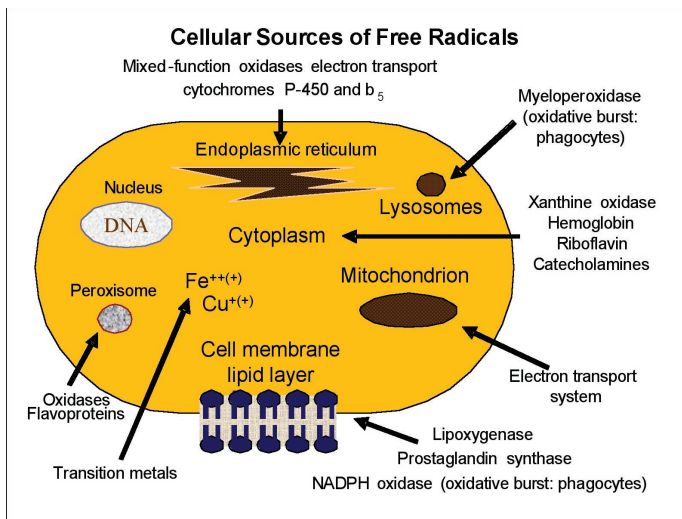 Cellular Sources of Free Radicals
Mixed-function oxidases electron transport
cytochromes P-450 and b₅
Myeloperoxidase
(oxidative burst:
phagocytes)
Endoplasmic reticulum
Nucleus
DNA
Lysosomes
Xanthine oxidase
Hemoglobin
Riboflavin
Catecholamines
Cytoplasm
Mitochondrion
Peroxisome
Fe⁺⁺⁽⁺⁾
Cu⁺⁽⁺⁾
Cell membrane
lipid layer
Electron transport
system
Oxidases
Flavoproteins
Lipoxygenase
Prostaglandin synthase
NADPH oxidase (oxidative burst: phagocytes)
Transition metals